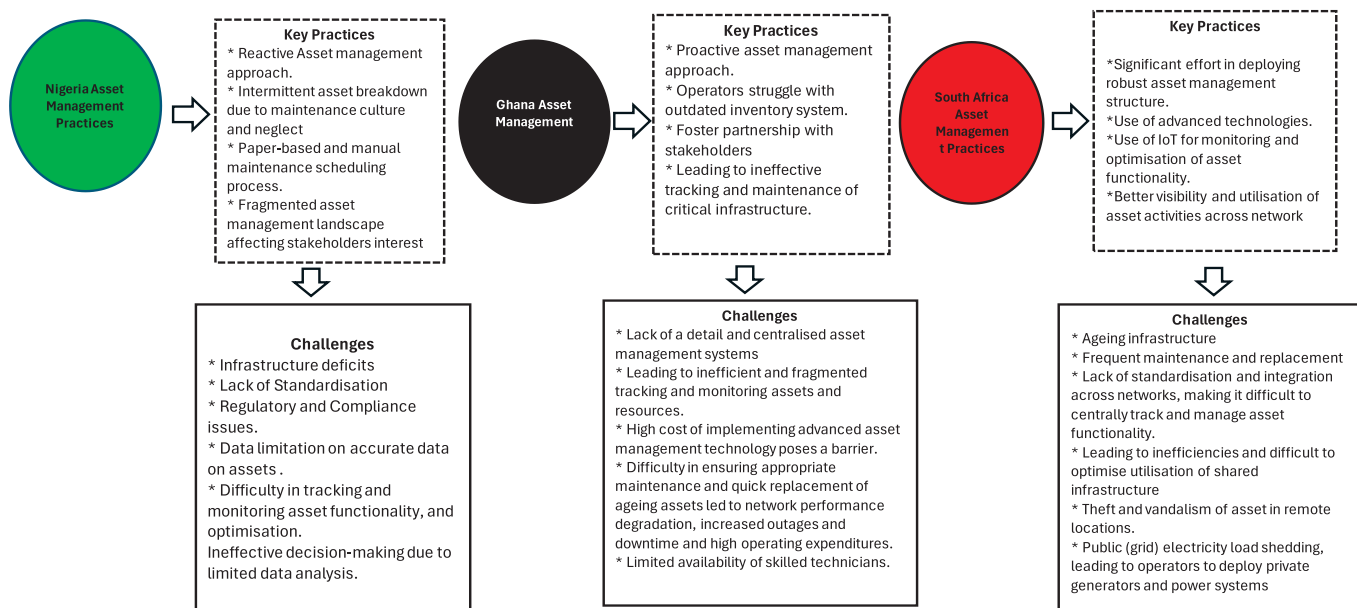 Nigeria Asset
Management
Practices
Key Practices
* Reactive Asset management
approach.
* Intermittent asset breakdown
due to maintenance culture
and neglect
* Paper-based and manual
maintenance scheduling
process.
* Fragmented asset
management landscape
affecting stakeholders interest
Challenges
* Infrastructure deficits
* Lack of Standardisation
* Regulatory and Compliance
issues.
* Data limitation on accurate data
on assets .
* Difficulty in tracking and
monitoring asset functionality, and
optimisation.
Ineffective decision-making due to
limited data analysis.
Ghana Asset
Management
Key Practices
* Proactive asset management
approach.
* Operators struggle with
outdated inventory system.
* Foster partnership with
stakeholders
* Leading to ineffective
tracking and maintenance of
critical infrastructure.
Challenges
* Lack of a detail and centralised asset
management systems
* Leading to inefficient and fragmented
tracking and monitoring assets and
resources.
* High cost of implementing advanced asset
management technology poses a barrier.
* Difficulty in ensuring appropriate
maintenance and quick replacement of
ageing assets led to network performance
degradation, increased outages and
downtime and high operating expenditures.
* Limited availability of skilled technicians.
South Africa
Asset
Managemen
t Practices
Key Practices
*Significant effort in deploying
robust asset management
structure.
*Use of advanced technologies.
*Use of IoT for monitoring and
optimisation of asset
functionality.
*Better visibility and utilisation of
asset activities across network
Challenges
* Ageing infrastructure
* Frequent maintenance and replacement
* Lack of standardisation and integration
across networks, making it difficult to
centrally track and manage asset
functionality.
* Leading to inefficiencies and difficult to
optimise utilisation of shared
infrastructure
* Theft and vandalism of asset in remote
locations.
* Public (grid) electricity load shedding,
leading to operators to deploy private
generators and power systems